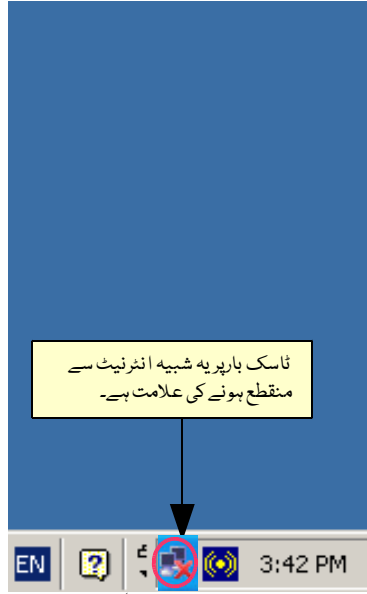 ٹاسک بار پر یہ شبیہ انٹرنیٹ سے
منقطع ہونے کی علامت ہے۔
EN
3:42 PM